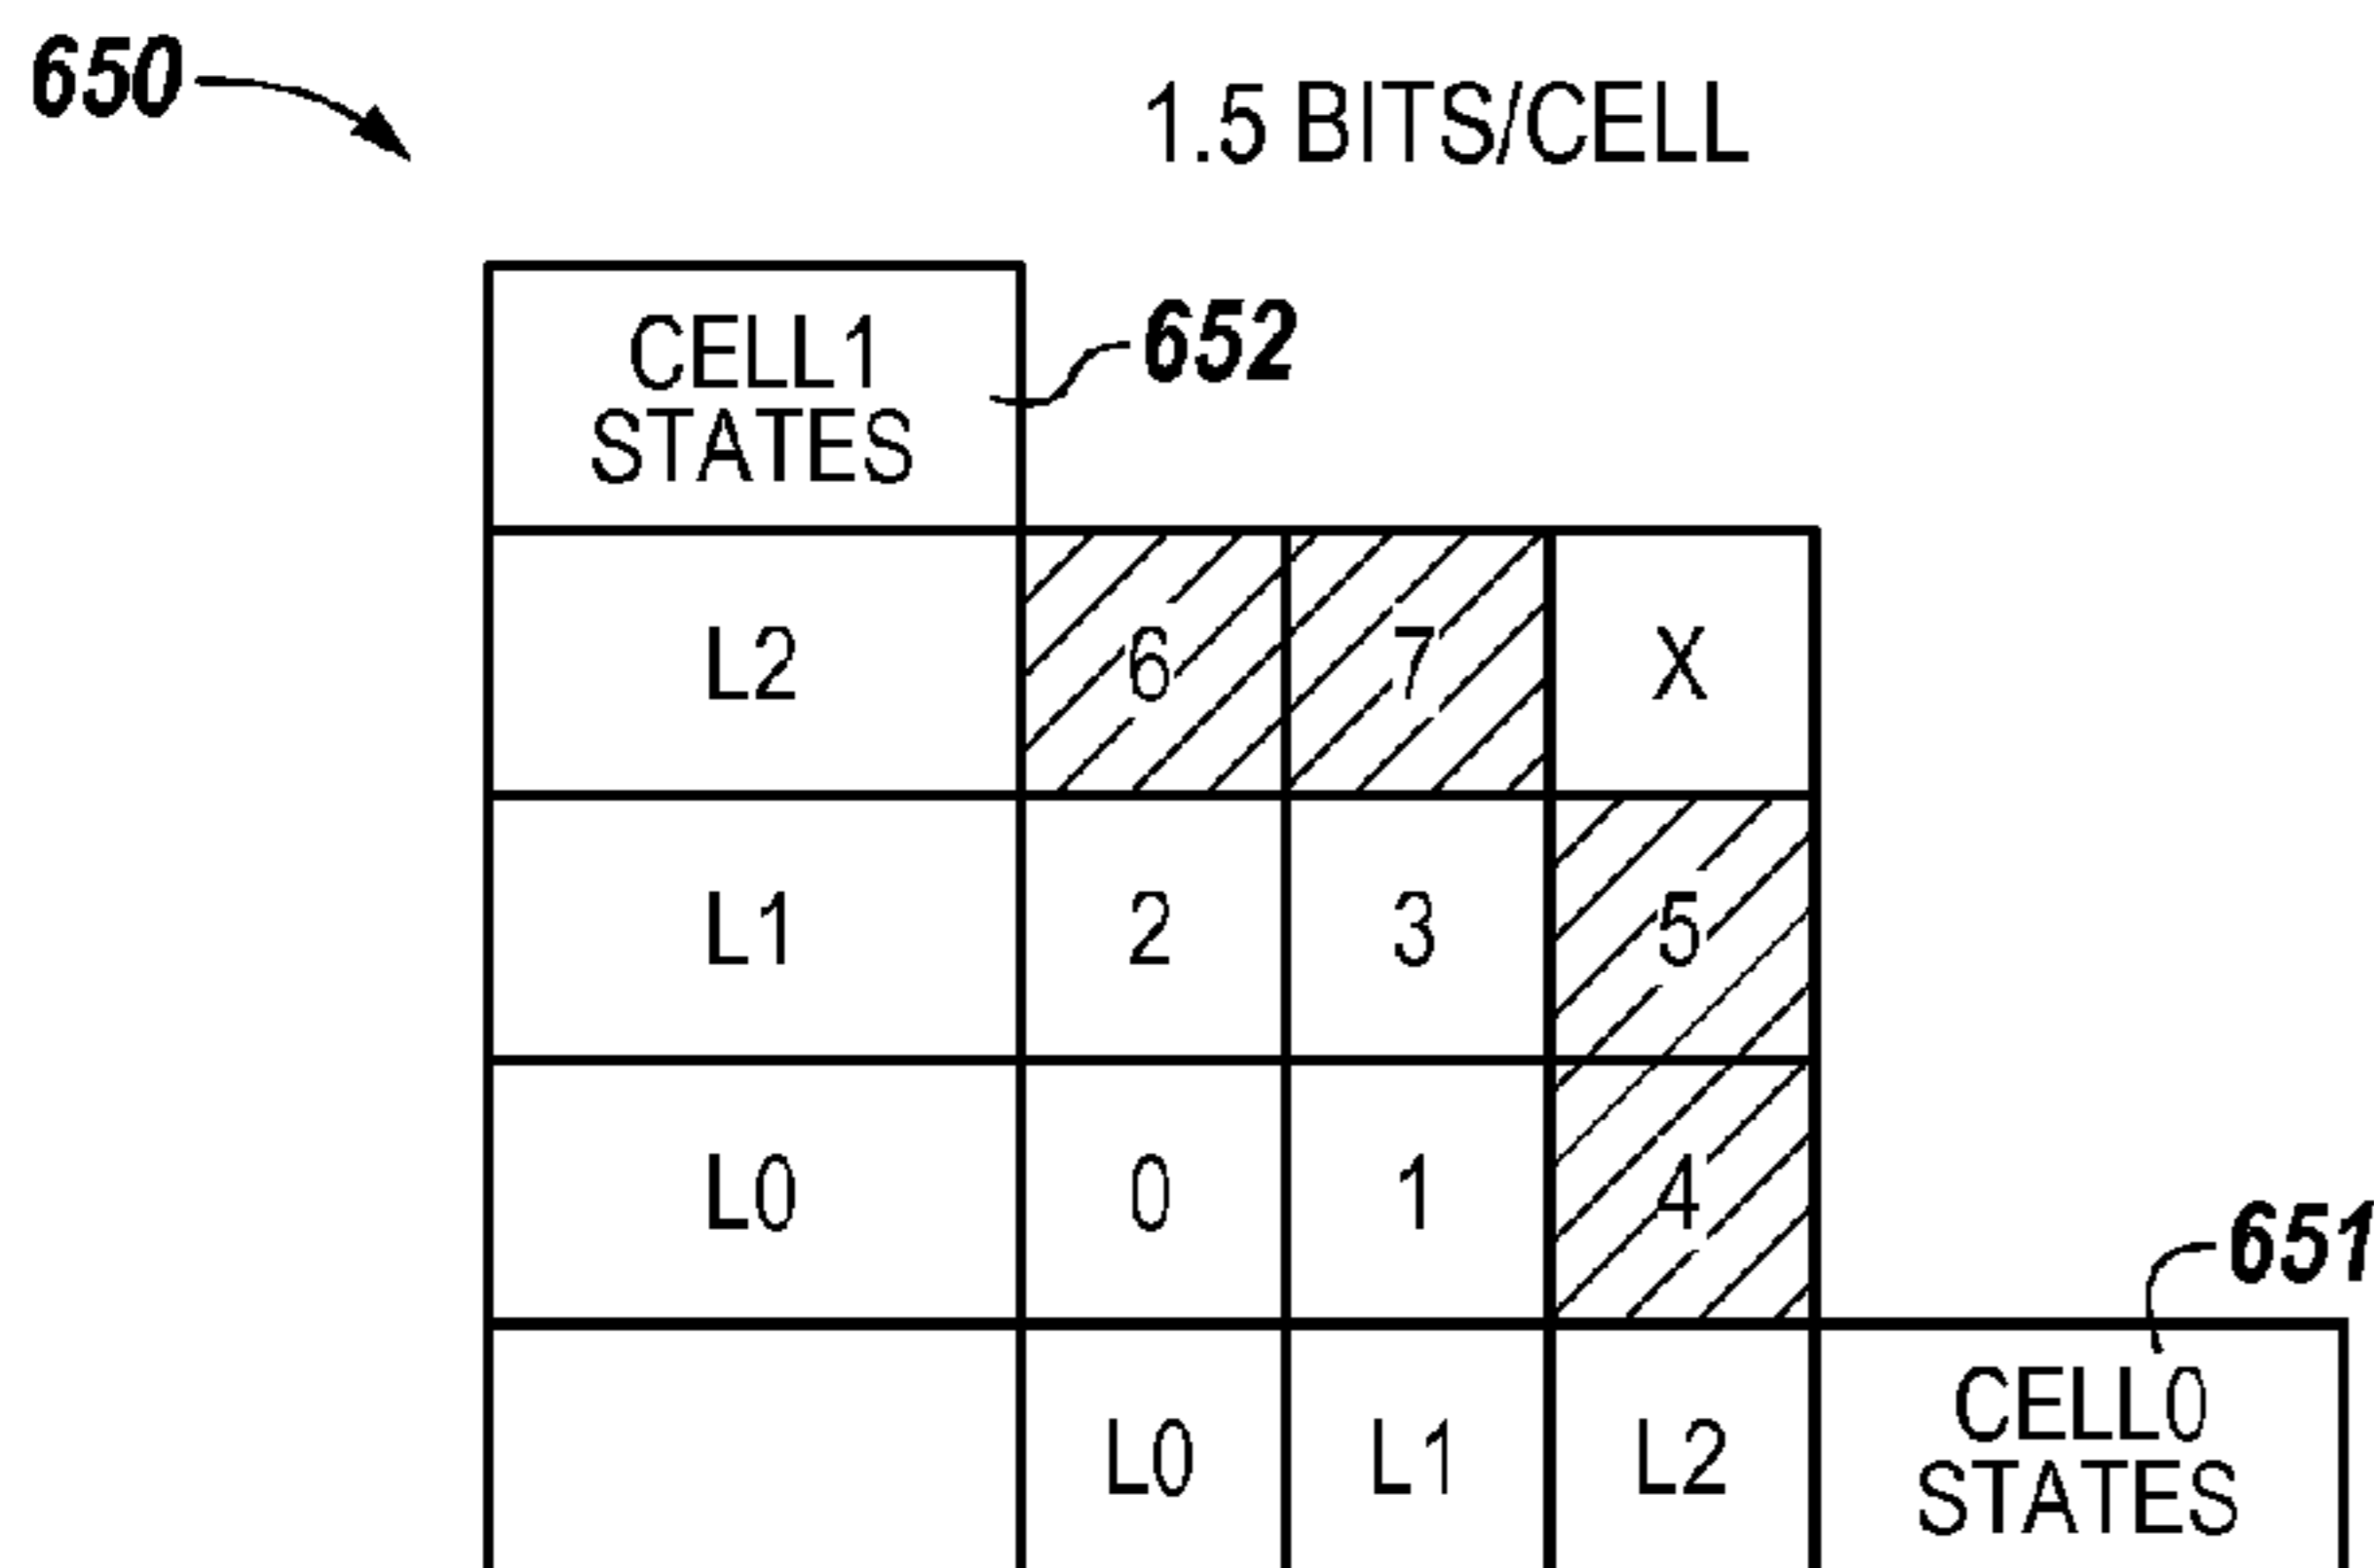 650
1.5 BITS/CELL
CELL1
STATES
652
L2 6 7 X
L1 2 3 5
L0 0 1 4
651
L0 L1 L2 CELL0
STATES